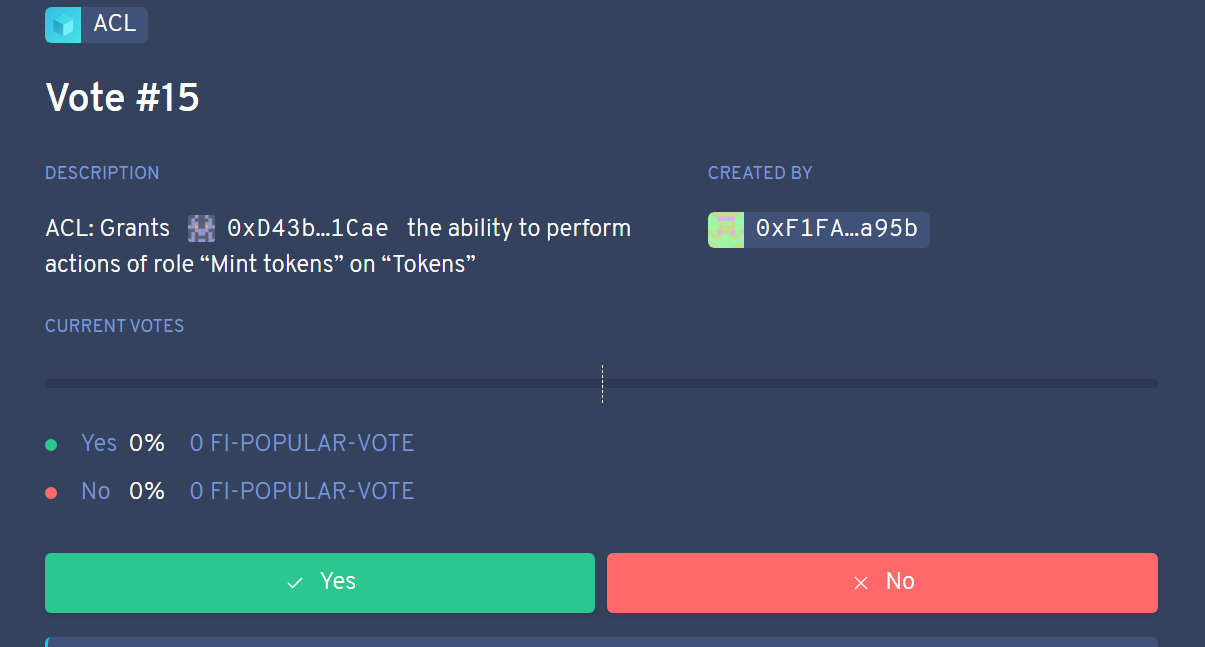 ACL
Vote #15
DESCRIPTION
CREATED BY
ACL: Grants 0xD43b…1Cae the ability to perform
actions of role “Mint tokens” on “Tokens”
0xF1FA…a95b
CURRENT VOTES
Yes 0% 0 FI-POPULAR-VOTE
No 0% 0 FI-POPULAR-VOTE
Yes
No